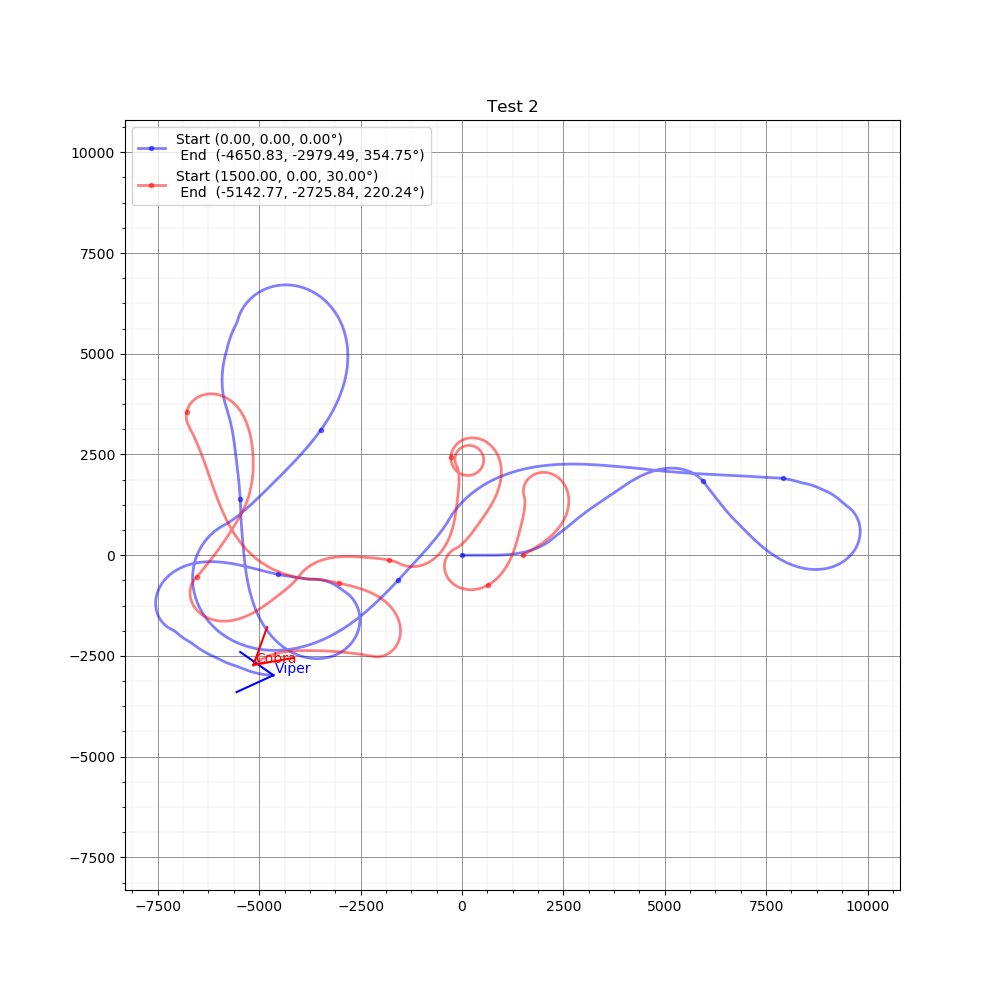 Test 2
Start (0.00, 0.00, 0.00°)
End (-4650.83, -2979.49, 354.75°)
Start (1500.00, 0.00, 30.00°)
End (-5142.77, -2725.84, 220.24°)
10000
7500
5000
2500
0
−2500
−5000
−7500
Cobra
Viper
−7500 −5000 −2500 0 2500 5000 7500 10000